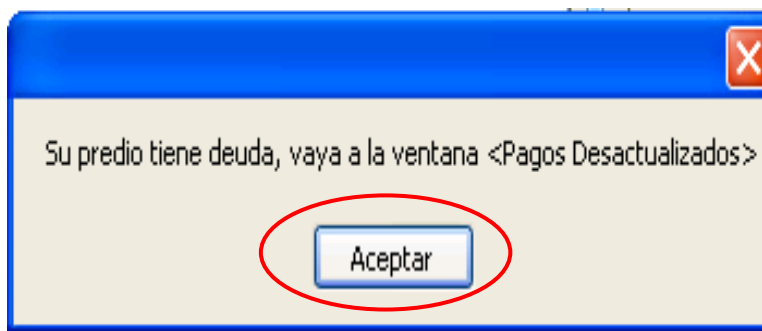 Su predio tiene deuda, vaya a la ventana <Pagos Desactualizados>
Aceptar